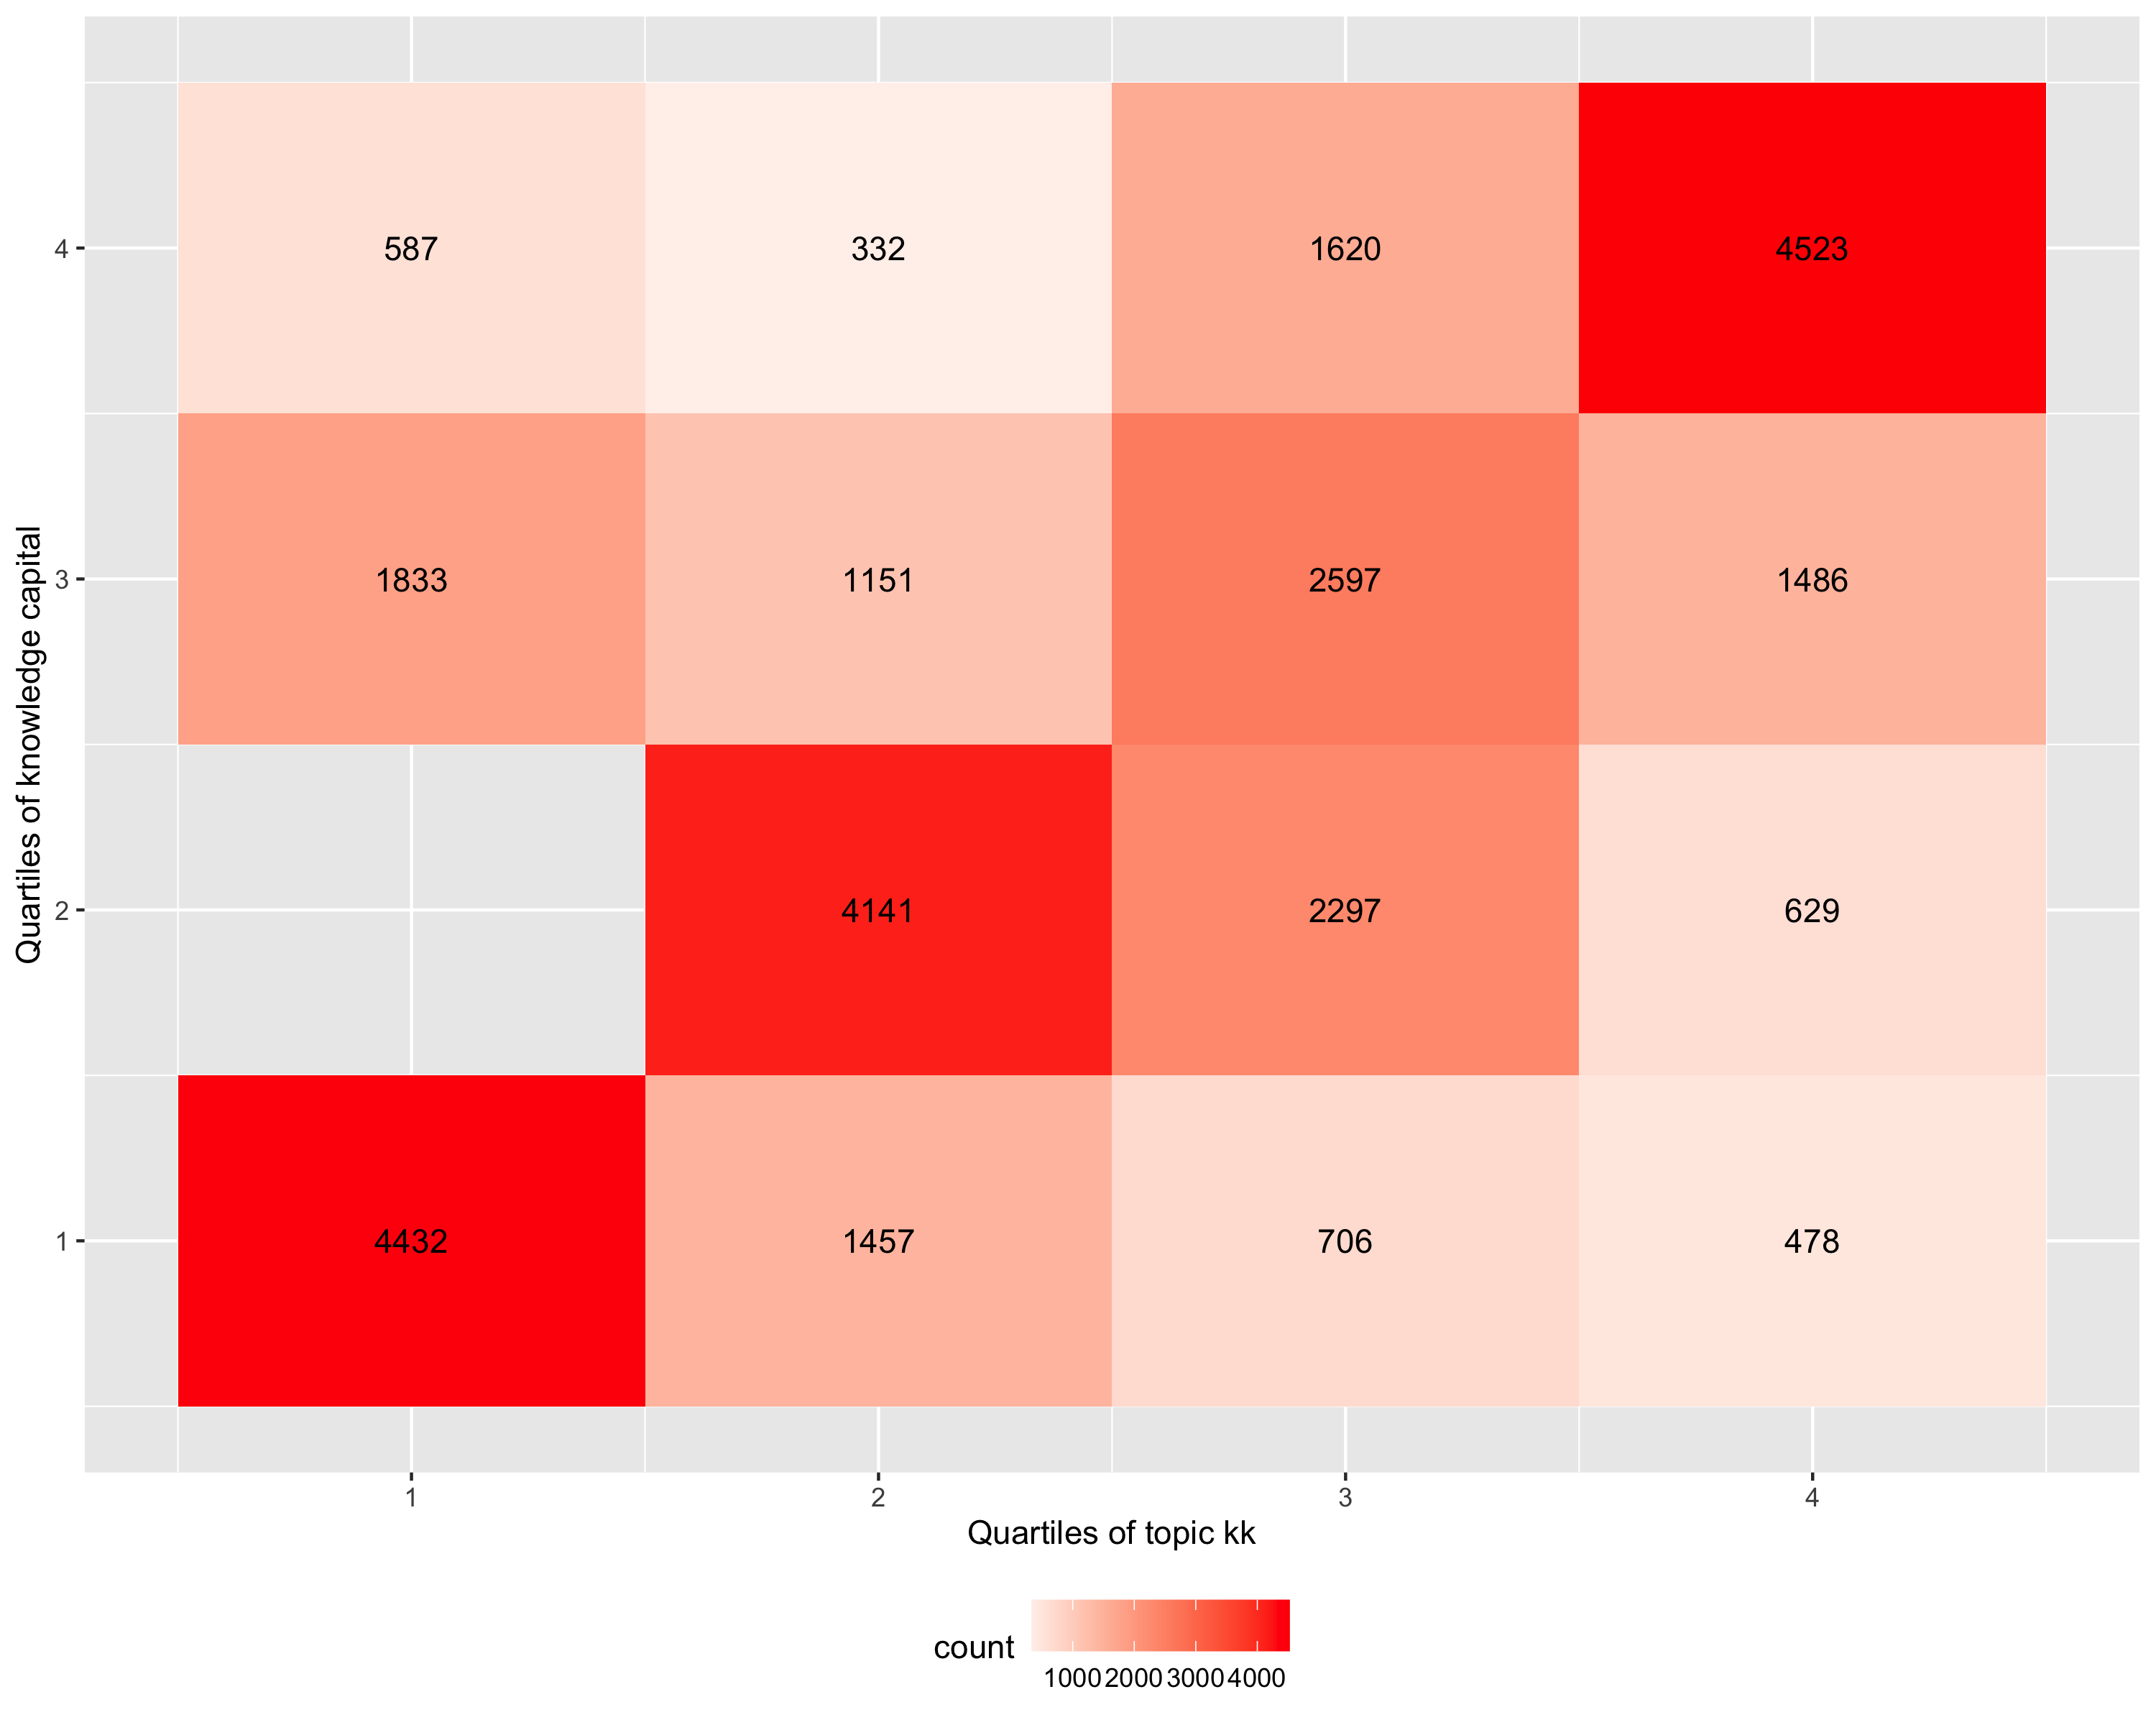 Quartiles of knowledge capital
4 587 332 1620 4523
3 1833 1151 2597 1486
2 4141 2297 629
1 4432 1457 706 478
1 2 3 4
Quartiles of topic kk
count
1000 2000 3000 4000